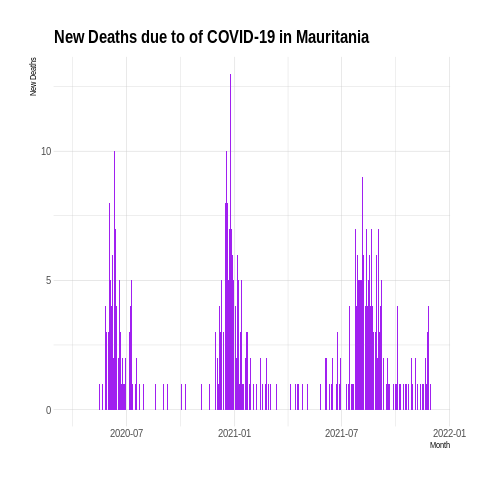 New Deaths due to of COVID-19 in Mauritania
New Deaths
10
5
0
2020-07
2021-01
2021-07
2022-01
Month